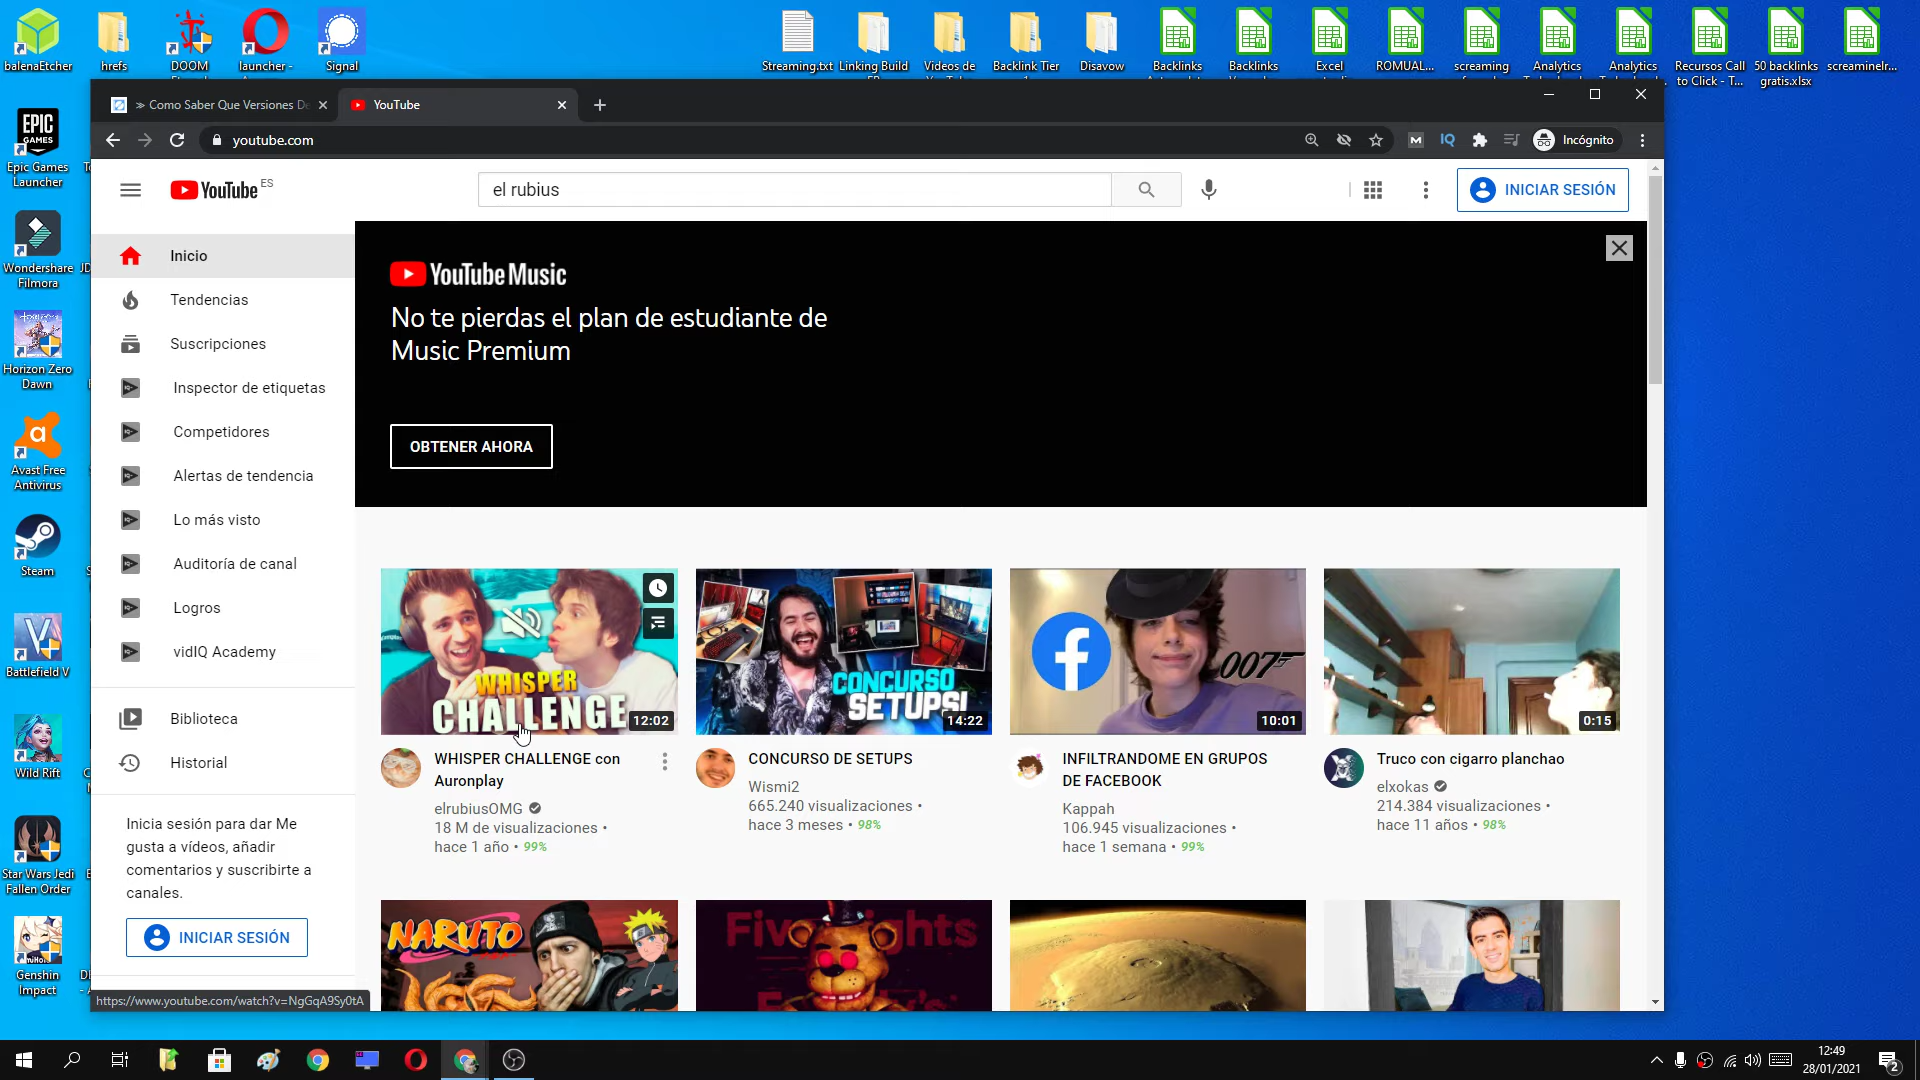 balenaEtcher
hrefs
DOOM
launcher -
Signal
Streaming.txt
Linking Build
Videos de
Backlink Tier
Disavow
Backlinks
Backlinks
Excel
ROMUAL...
screaming
Analytics
Analytics
Recursos Call
to Click - T...
50 backlinks
gratis.xlsx
screaminelr...
EPIC
GAMES
Epic Games
Launcher
Wondershare
Filmora
JD
Horizon Zero
Dawn
Avast Free
Antivirus
Steam
Battlefield V
Wild Rift
Star Wars Jedi
Fallen Order
Genshin
Impact
≫ Como Saber Que Versiones De
YouTube
youtube.com
M
IQ
Incógnito
YouTube ES
el rubius
INICIAR SESIÓN
Inicio
Tendencias
Suscripciones
Inspector de etiquetas
Competidores
Alertas de tendencia
Lo más visto
Auditoría de canal
Logros
vidIQ Academy
Biblioteca
Historial
Inicia sesión para dar Me
gusta a vídeos, añadir
comentarios y suscribirte a
canales.
INICIAR SESIÓN
https://www.youtube.com/watch?v=NgGqA9Sy0tA
YouTube Music
No te pierdas el plan de estudiante de
Music Premium
OBTENER AHORA
WHISPER
CHALLENGE
12:02
WHISPER CHALLENGE con
Auronplay
elrubiusOMG
18 M de visualizaciones •
hace 1 año • 99%
CONCURSO
SETUPS!
14:22
CONCURSO DE SETUPS
Wismi2
665.240 visualizaciones •
hace 3 meses • 98%
007
10:01
INFILTRANDOME EN GRUPOS
DE FACEBOOK
Kappah
106.945 visualizaciones •
hace 1 semana • 99%
0:15
Truco con cigarro planchao
elxokas
214.384 visualizaciones •
hace 11 años • 98%
NARUTO
12:49
28/01/2021
2